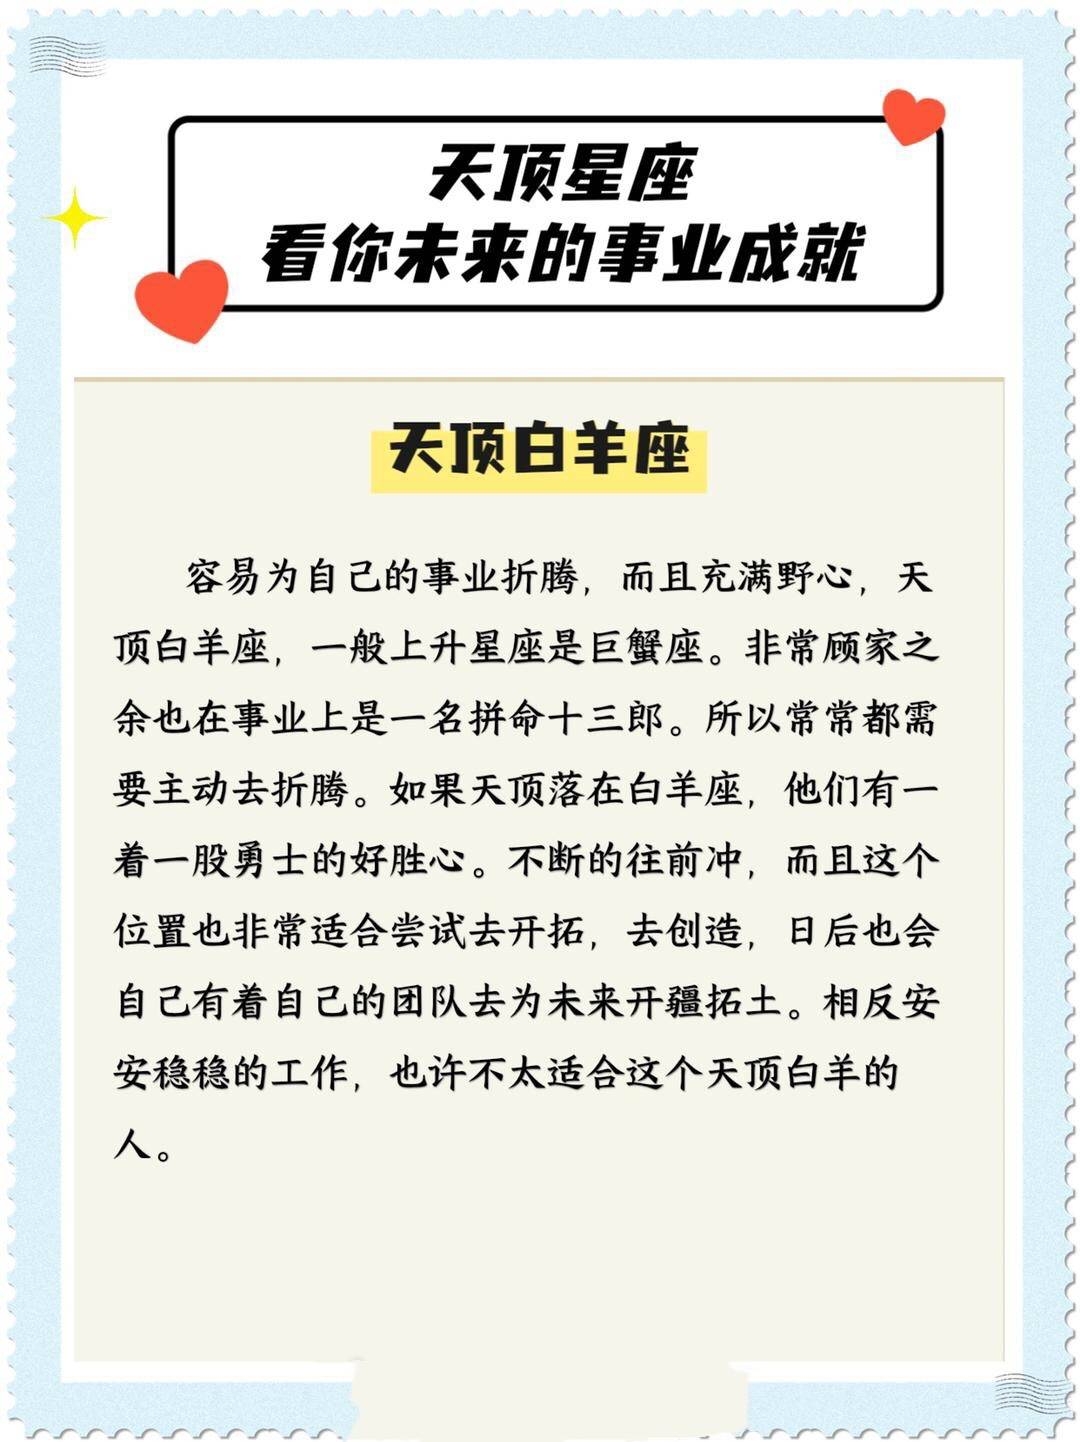 天顶星座
看你未来的事业成就
天顶白羊座
容易为自己的事业折腾，而且充满野心，天
顶白羊座，一般上升星座是巨蟹座。非常顾家之
余也在事业上是一名拼命十三郎。所以常常都需
要主动去折腾。如果天顶落在白羊座，他们有一
着一股勇士的好胜心。不断的往前冲，而且这个
位置也非常适合尝试去开拓，去创造，日后也会
自己有着自己的团队去为未来开疆拓土。相反安
安稳稳的工作，也许不太适合这个天顶白羊的
人。